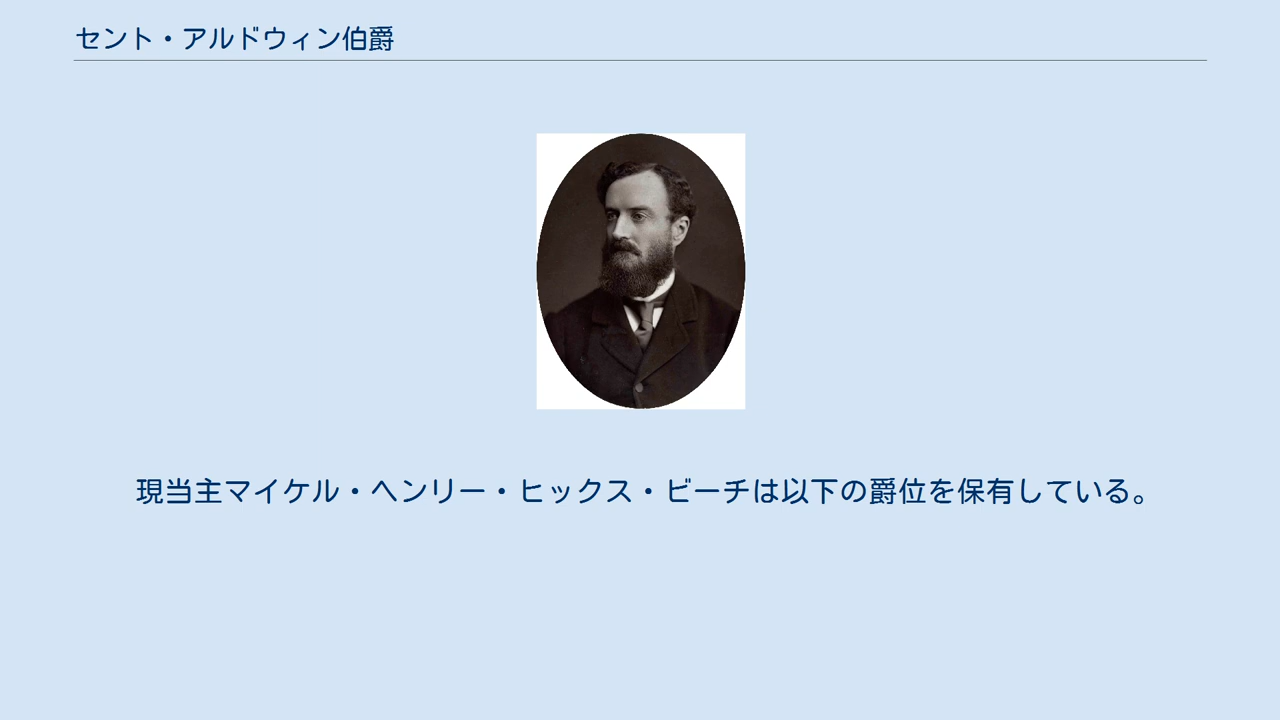 セント・アルドウィン伯爵
現当主マイケル・ヘンリー・ヒックス・ビーチは以下の爵位を保有している。